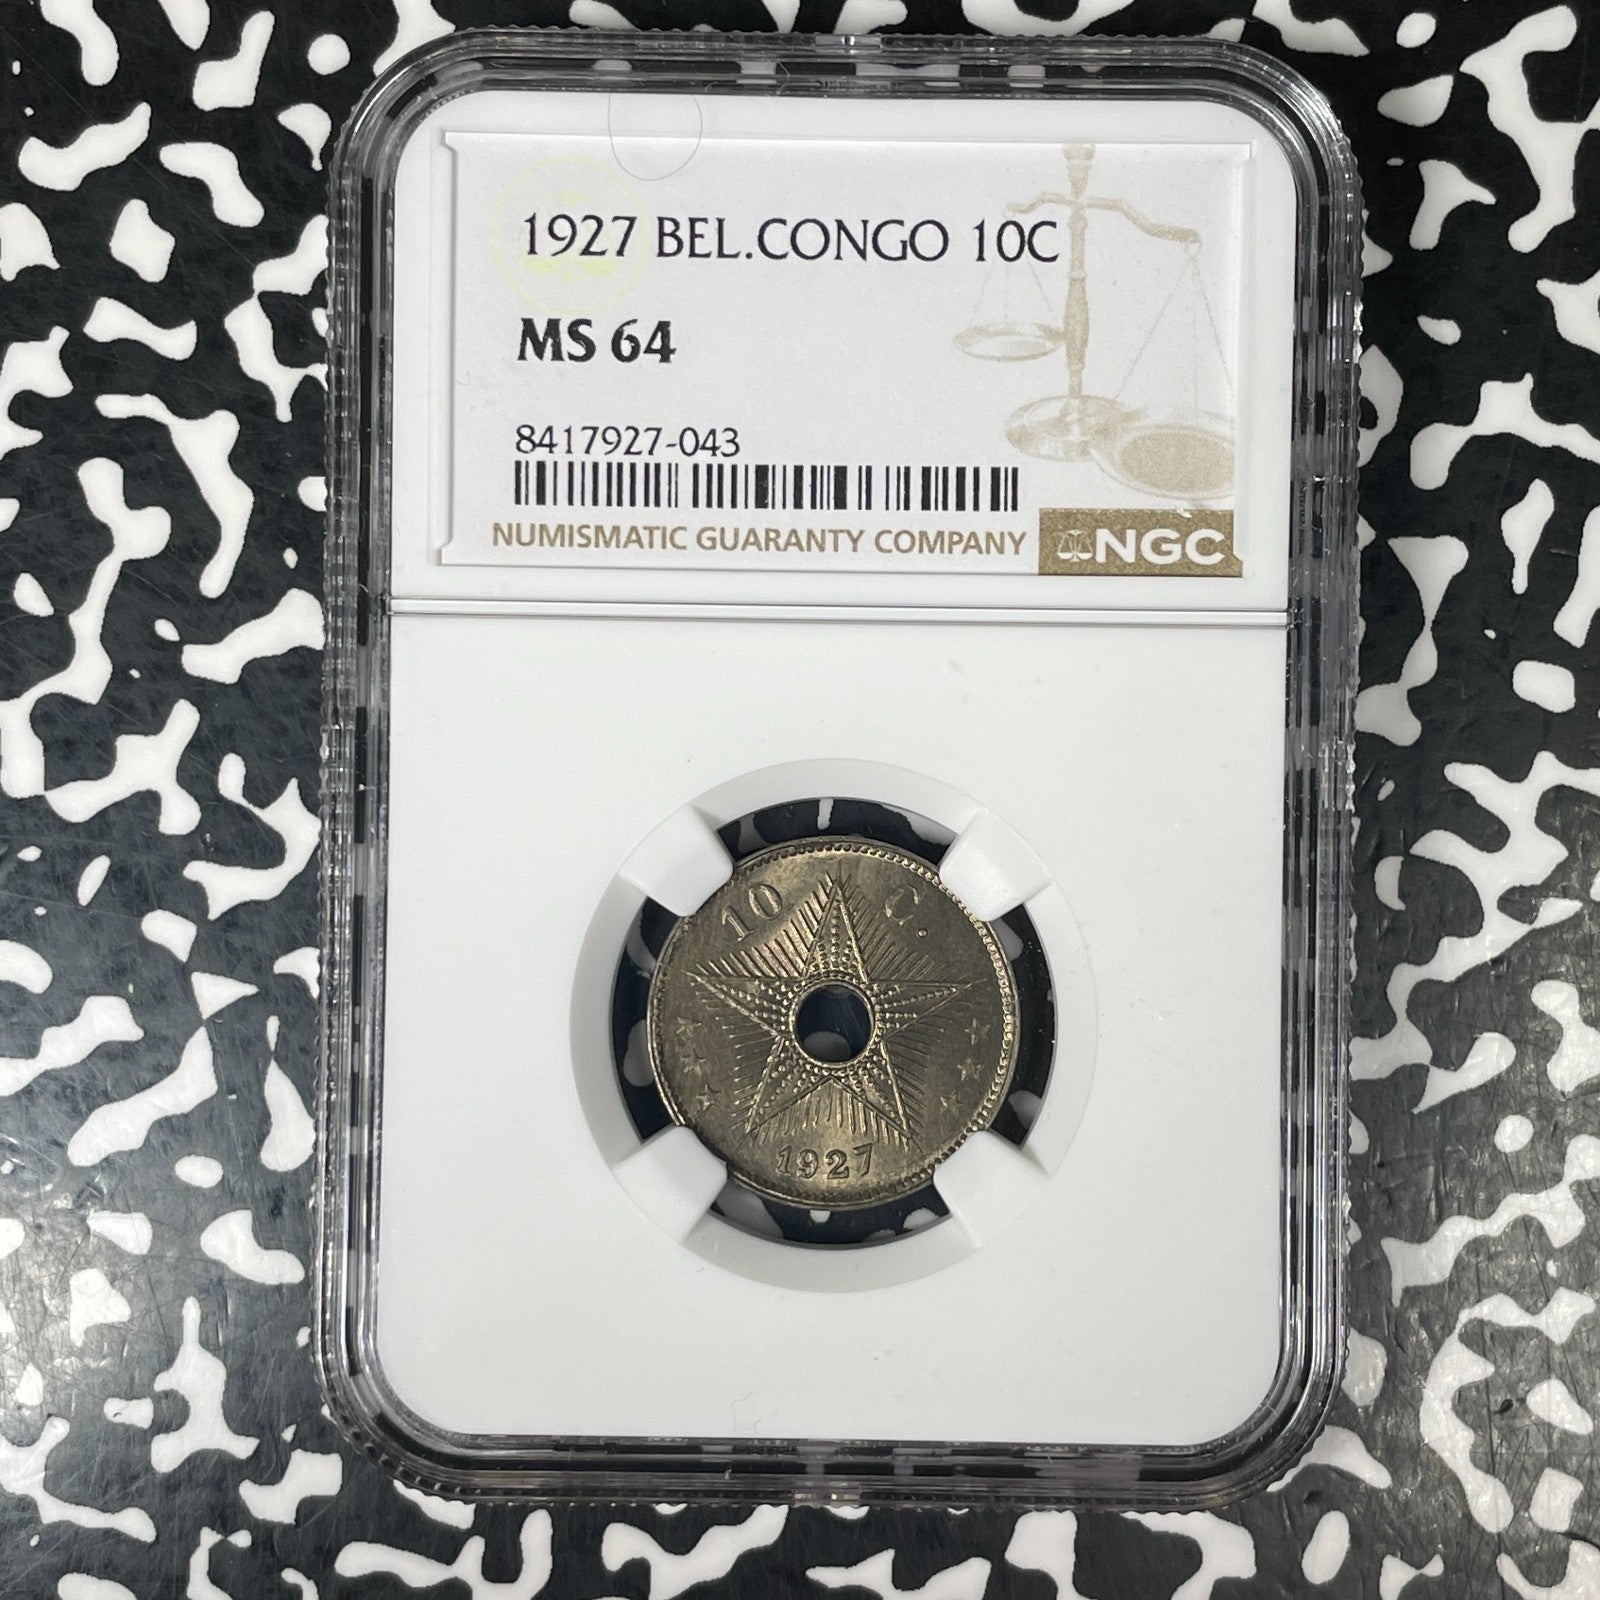 1927 BEL.CONGO 10C
MS 64
8417927-043
NUMISMATIC GUARANTY COMPANY
NGC
10 C.
1927